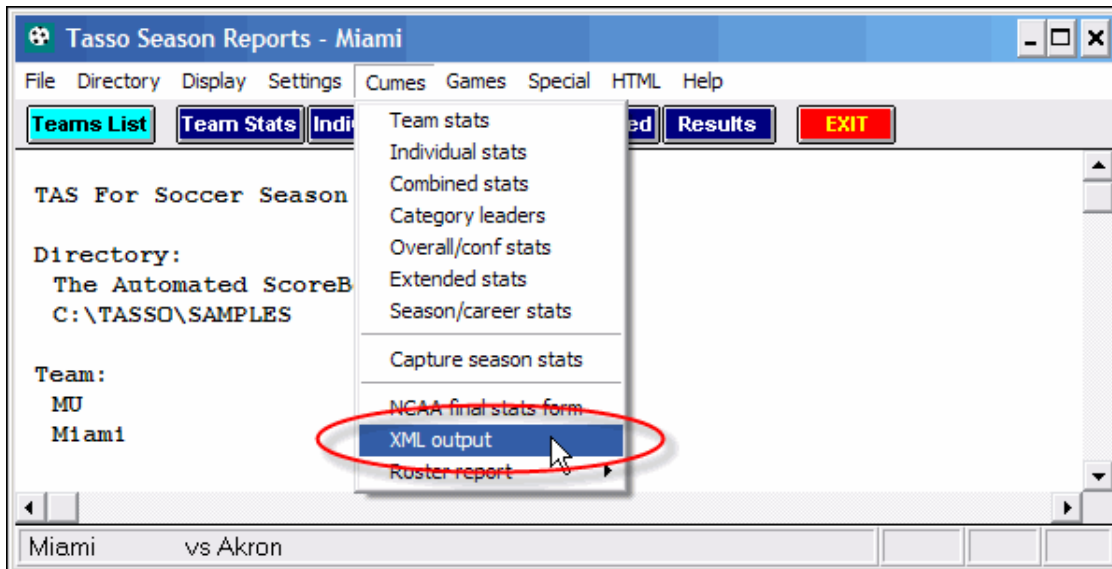 Tasso Season Reports - Miami
File Directory Display Settings Cumes Games Special HTML Help
Teams List Team Stats Indi ed Results EXIT
Team stats
Individual stats
Combined stats
Category leaders
Overall/conf stats
Extended stats
Season/career stats
Capture season stats
NCAA final stats form
XML output
Roster report
TAS For Soccer Season
Directory:
The Automated ScoreB
C:\TASSO\SAMPLES
Team:
MU
Miami
Miami vs Akron